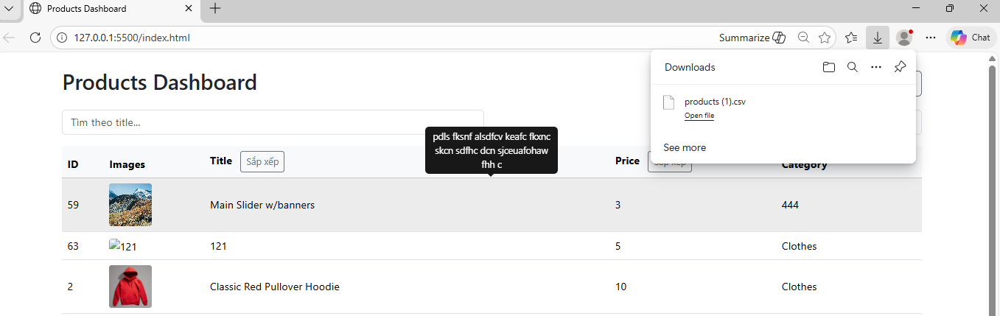 Products Dashboard
127.0.0.1:5500/index.html
Summarize
Chat
Products Dashboard
Downloads
products (1).csv
Open file
See more
Tìm theo title...
pdls fksnf alsdfcv keafc fkxnc
skcn sdfhc dcn sjceuafohaw
fhh c
ID Images Title Sắp xếp Price Sắp xếp Category
59 Main Slider w/banners 3 444
63 121 121 5 Clothes
2 Classic Red Pullover Hoodie 10 Clothes